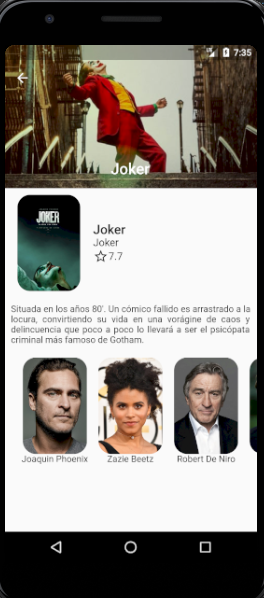 7:35
Joker
JOKER
Joker
Joker
7.7
Situada en los años 80'. Un cómico fallido es arrastrado a la
locura, convirtiendo su vida en una vorágine de caos y
delincuencia que poco a poco lo llevará a ser el psicópata
criminal más famoso de Gotham.
Joaquin Phoenix
Zazie Beetz
Robert De Niro